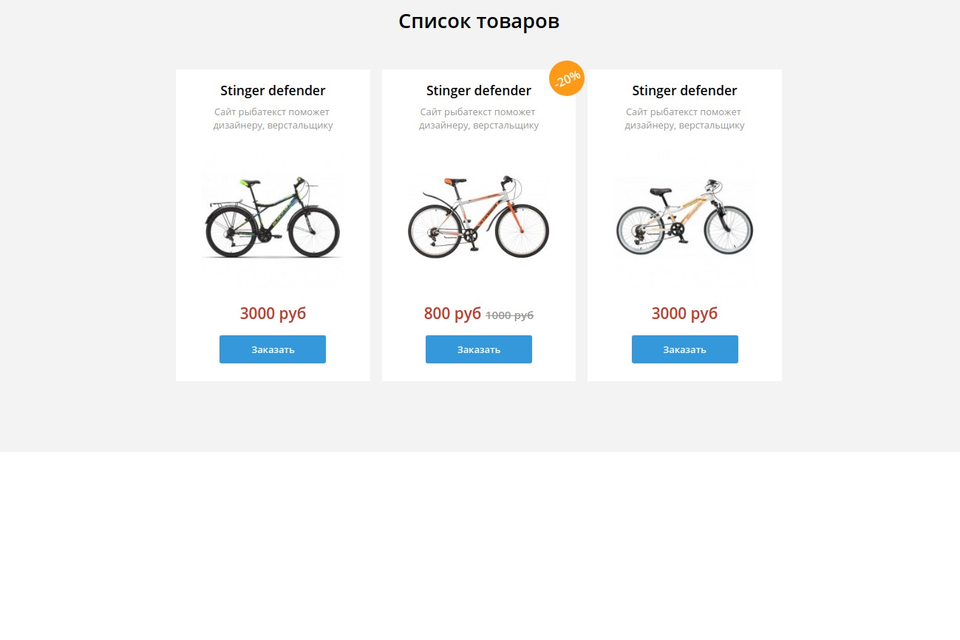 Список товаров
Stinger defender
Сайт рыбатекст поможет
дизайнеру, верстальщику
3000 руб
Заказать
-20%
Stinger defender
Сайт рыбатекст поможет
дизайнеру, верстальщику
800 руб 1000 руб
Заказать
Stinger defender
Сайт рыбатекст поможет
дизайнеру, верстальщику
3000 руб
Заказать